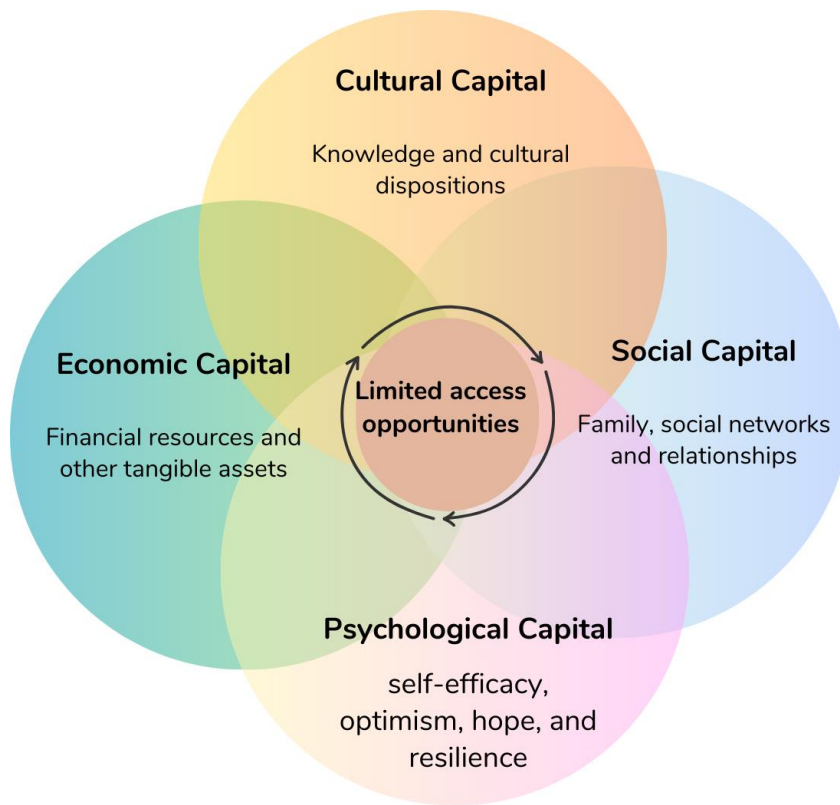 Cultural Capital
Knowledge and cultural
dispositions
Economic Capital
Financial resources and
other tangible assets
Limited access
opportunities
Social Capital
Family, social networks
and relationships
Psychological Capital
self-efficacy,
optimism, hope, and
resilience